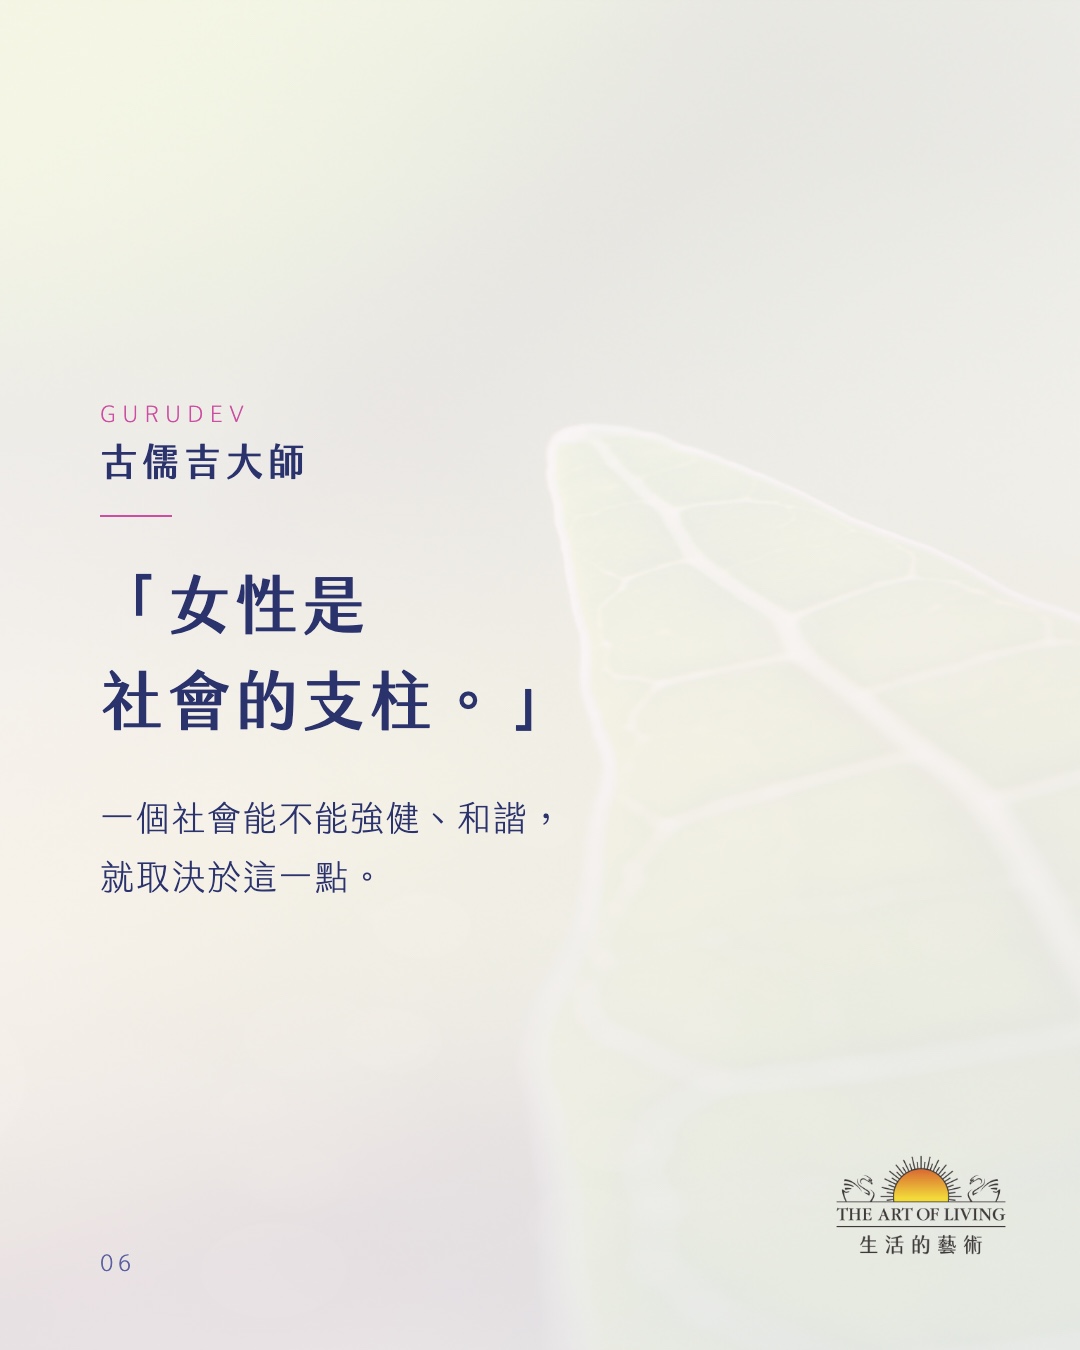 GURUDEV
古儒吉大師
「女性是
社會的支柱。」
一個社會能不能強健、和諧，
就取決於這一點。
THE ART OF LIVING
生活的藝術
06